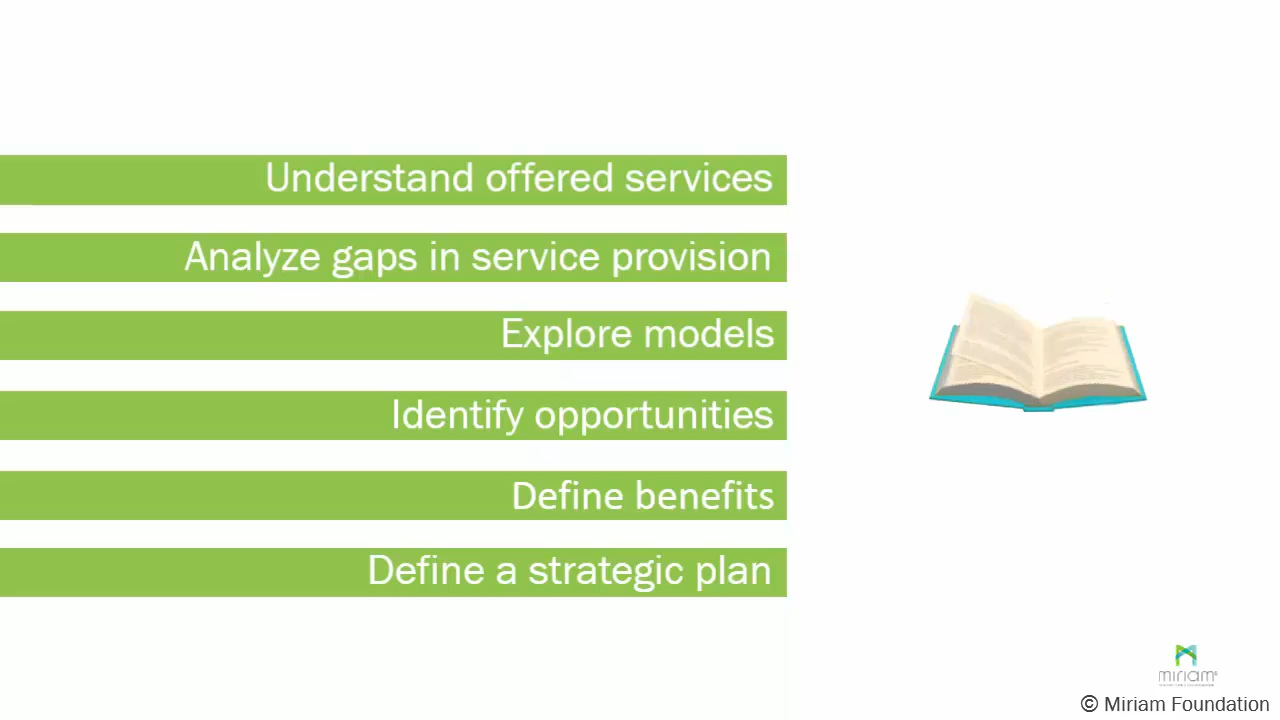 Understand offered services
Analyze gaps in service provision
Explore models
Identify opportunities
Define benefits
Define a strategic plan
miriam
© Miriam Foundation